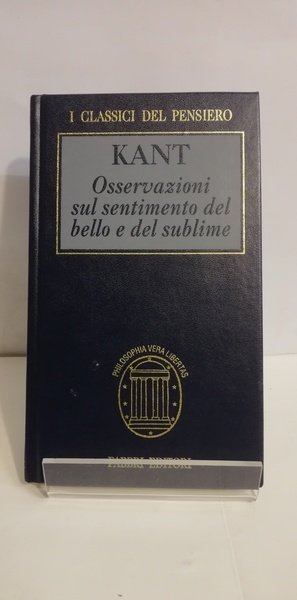 I CLASSICI DEL PENSIERO
KANT
Osservazioni
sul sentimento del
bello e del sublime
PHILOSOPHIA VERA LIBERTAS
FABBRI EDITORI